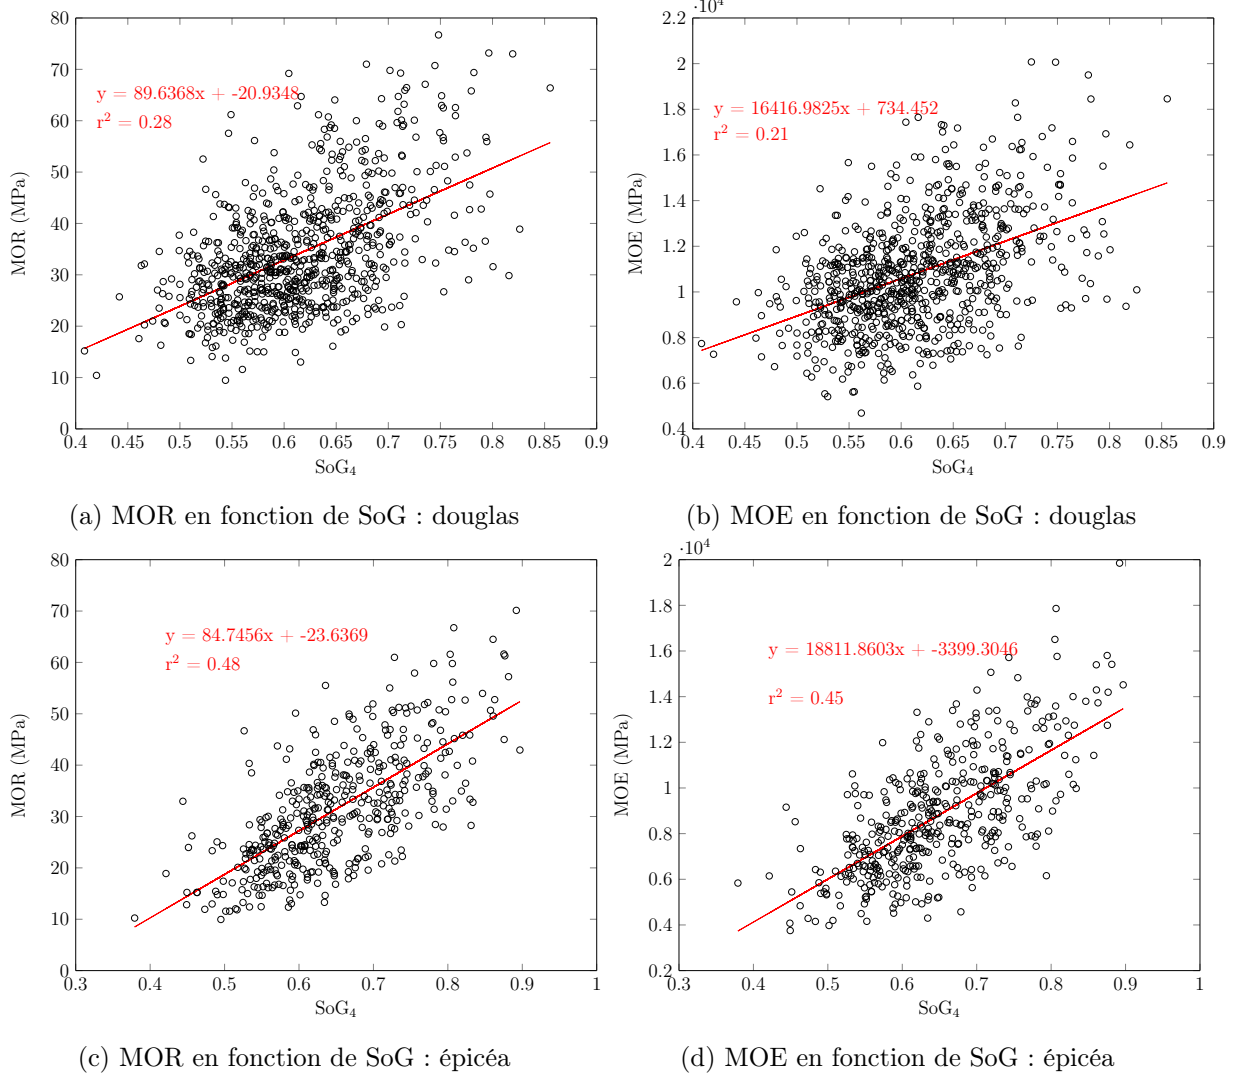 80
70
60
50
40
30
20
10
0
MOR (MPa)
y = 89.6368x + -20.9348
r² = 0.28
0.4 0.45 0.5 0.55 0.6 0.65 0.7 0.75 0.8 0.85 0.9
SoG₄
(a) MOR en fonction de SoG : douglas
·10⁴
2.2
2
1.8
1.6
1.4
1.2
1
0.8
0.6
0.4
MOE (MPa)
y = 16416.9825x + 734.452
r² = 0.21
0.4 0.45 0.5 0.55 0.6 0.65 0.7 0.75 0.8 0.85 0.9
SoG₄
(b) MOE en fonction de SoG : douglas
80
70
60
50
40
30
20
10
0
MOR (MPa)
y = 84.7456x + -23.6369
r² = 0.48
0.3 0.4 0.5 0.6 0.7 0.8 0.9 1
SoG₄
(c) MOR en fonction de SoG : épicéa
·10⁴
2
1.8
1.6
1.4
1.2
1
0.8
0.6
0.4
0.2
MOE (MPa)
y = 18811.8603x + -3399.3046
r² = 0.45
0.3 0.4 0.5 0.6 0.7 0.8 0.9 1
SoG₄
(d) MOE en fonction de SoG : épicéa